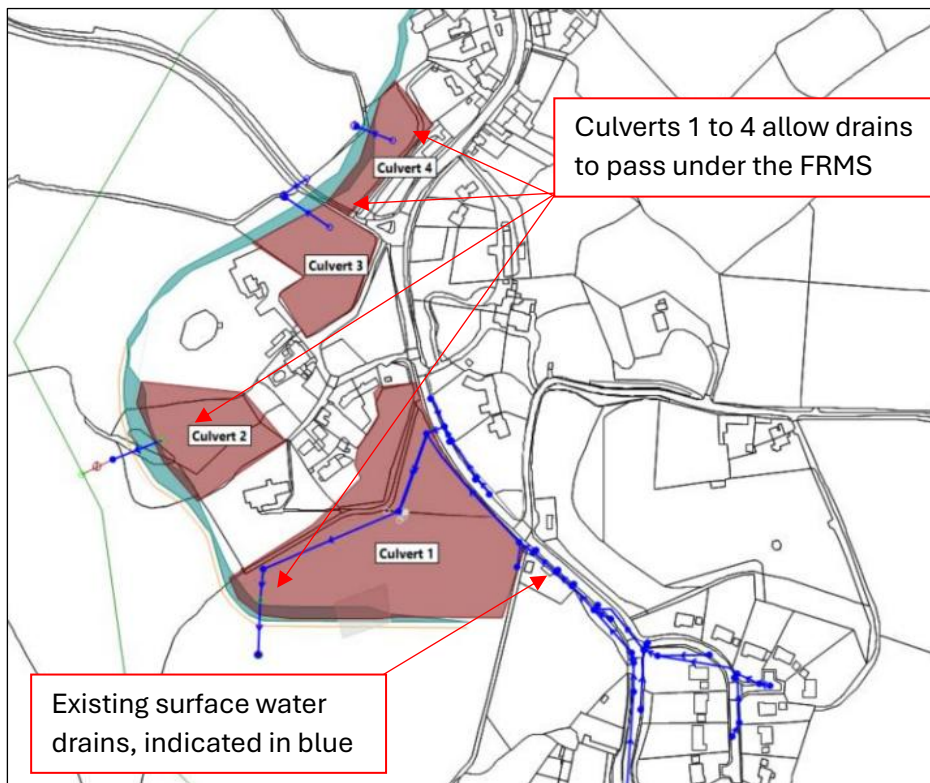 Culverts 1 to 4 allow drains
to pass under the FRMS
Culvert 4
Culvert 3
Culvert 2
Culvert 1
Existing surface water
drains, indicated in blue